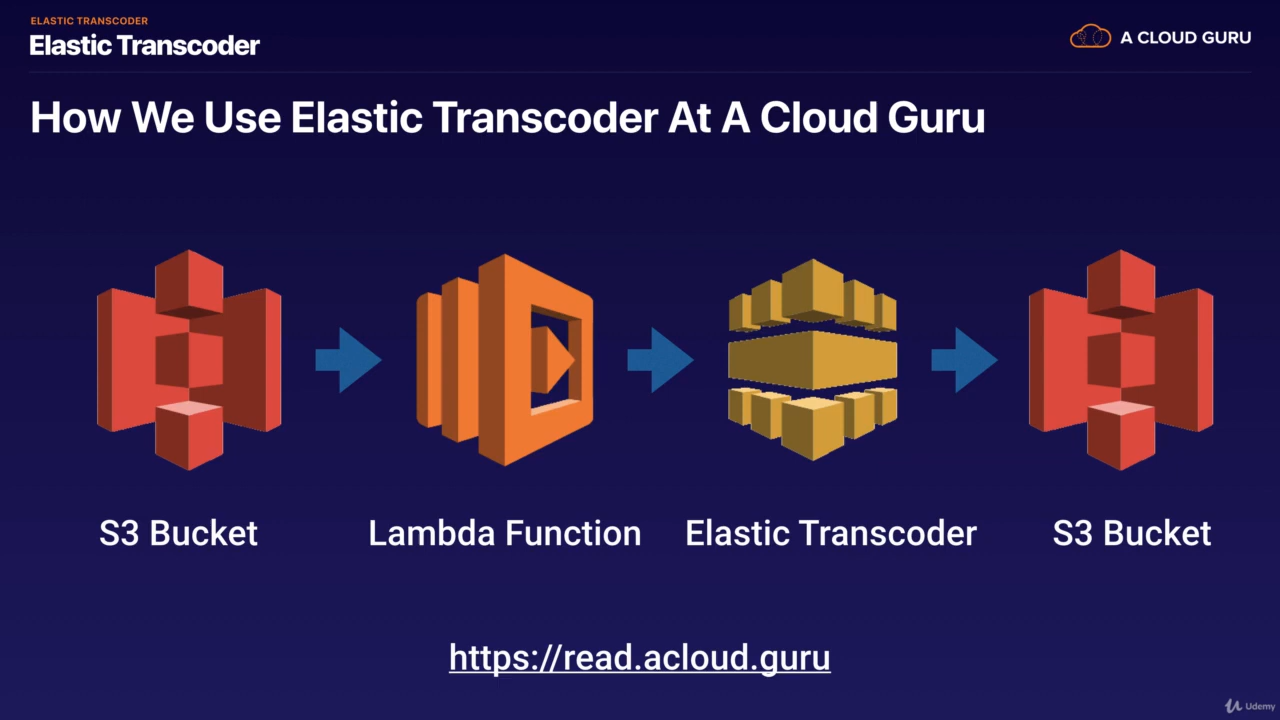 ELASTIC TRANSCODER
Elastic Transcoder
A CLOUD GURU
How We Use Elastic Transcoder At A Cloud Guru
S3 Bucket
Lambda Function
Elastic Transcoder
S3 Bucket
https://read.acloud.guru
Udemy